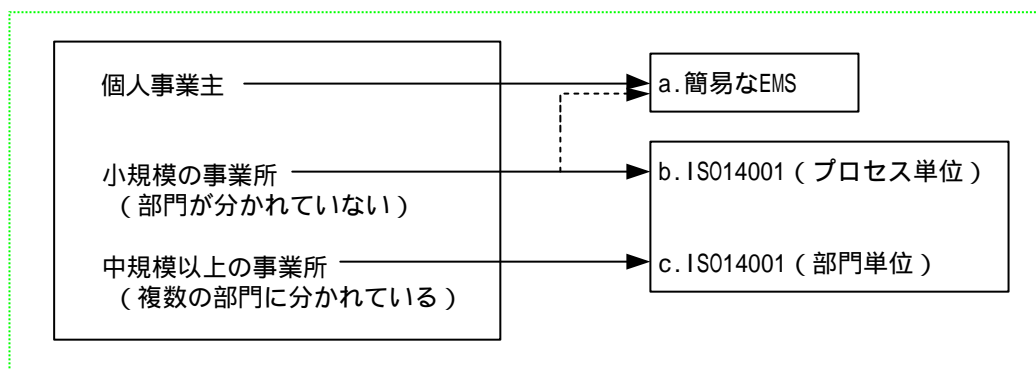 個人事業主
a.簡易なEMS
小規模の事業所
(部門が分かれていない)
b.ISO14001(プロセス単位)
中規模以上の事業所
(複数の部門に分かれている)
c.ISO14001(部門単位)